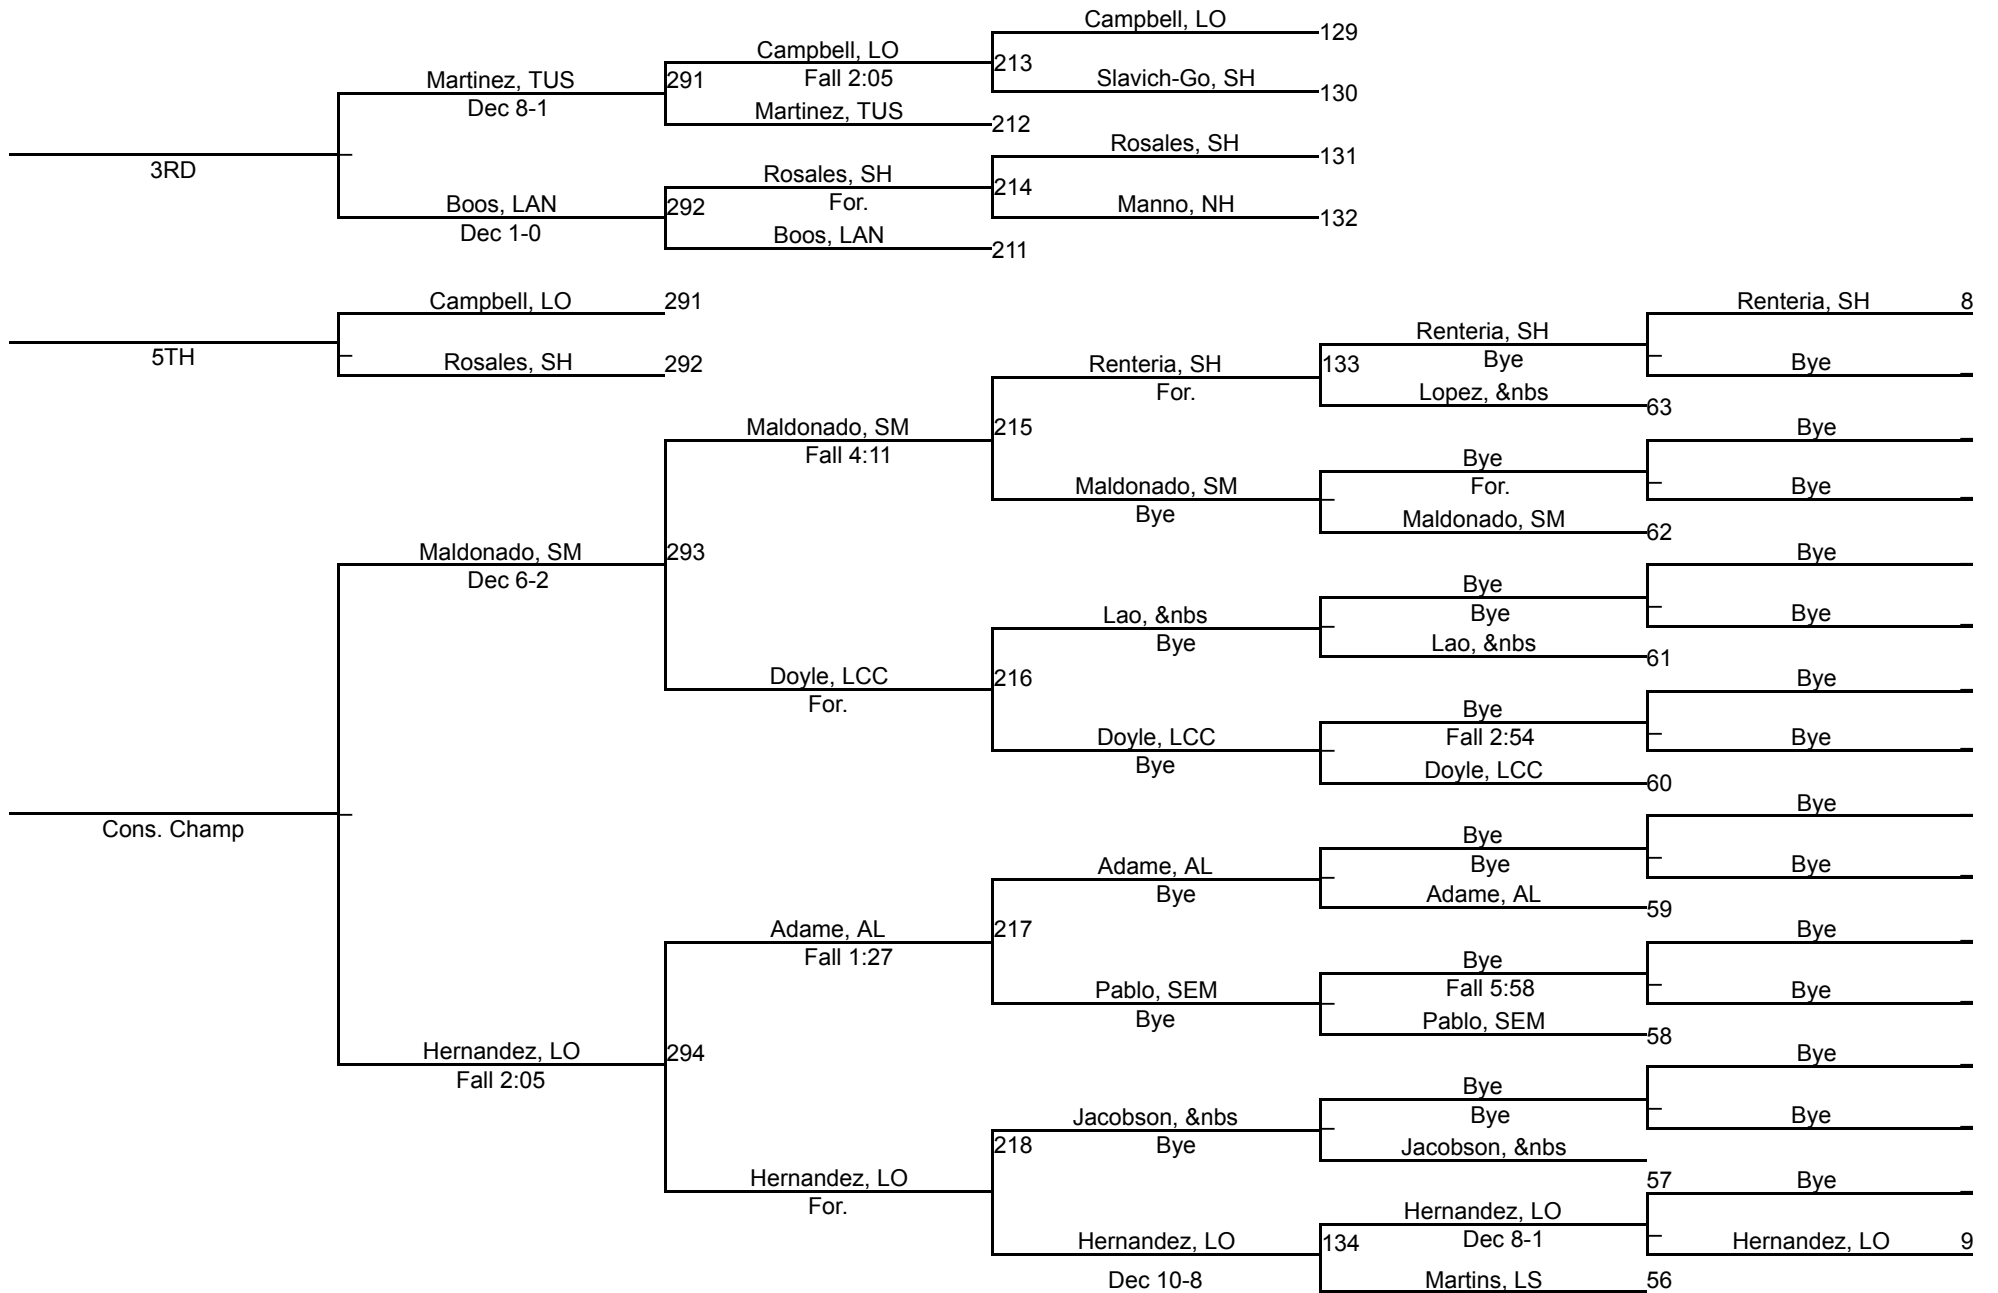 Campbell, LO
129
Campbell, LO
213
Fall 2:05
Slavich-Go, SH
130
Martinez, TUS
291
Dec 8-1
Martinez, TUS
212
Rosales, SH
131
3RD
Rosales, SH
214
For.
Manno, NH
132
Boos, LAN
292
Dec 1-0
Boos, LAN
211
Campbell, LO 291
5TH
Rosales, SH 292
Renteria, SH 8
Renteria, SH
Bye
Bye
Renteria, SH
133
For.
Lopez, &nbs
63
Maldonado, SM
215
Fall 4:11
Bye
Bye
For.
Bye
Maldonado, SM
Bye
Maldonado, SM
62
Maldonado, SM
293
Dec 6-2
Bye
Bye
Bye
Bye
Lao, &nbs
Bye
Lao, &nbs
61
Doyle, LCC
216
For.
Bye
Bye
Fall 2:54
Bye
Doyle, LCC
Bye
Doyle, LCC
60
Cons. Champ
Bye
Bye
Bye
Bye
Adame, AL
Bye
Adame, AL
59
Adame, AL
217
Fall 1:27
Bye
Bye
Fall 5:58
Bye
Pablo, SEM
Bye
Pablo, SEM
58
Hernandez, LO
294
Fall 2:05
Bye
Bye
Bye
Bye
Jacobson, &nbs
Bye
Jacobson, &nbs
57
218
Hernandez, LO
For.
Bye
Hernandez, LO
Dec 8-1
Hernandez, LO 9
Hernandez, LO
134
Dec 10-8
Martins, LS
56